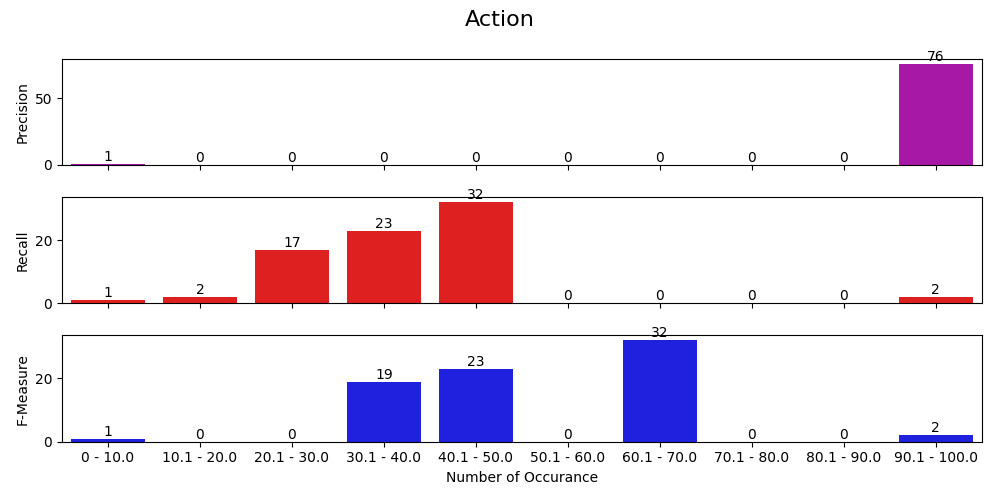 Action
Precision
50
0
1 0 0 0 0 0 0 0 0 76
Recall
20
0
1 2 17 23 32 0 0 0 0 2
F-Measure
20
0
1 0 0 19 23 0 32 0 0 2
0 - 10.0 10.1 - 20.0 20.1 - 30.0 30.1 - 40.0 40.1 - 50.0 50.1 - 60.0 60.1 - 70.0 70.1 - 80.0 80.1 - 90.0 90.1 - 100.0
Number of Occurance